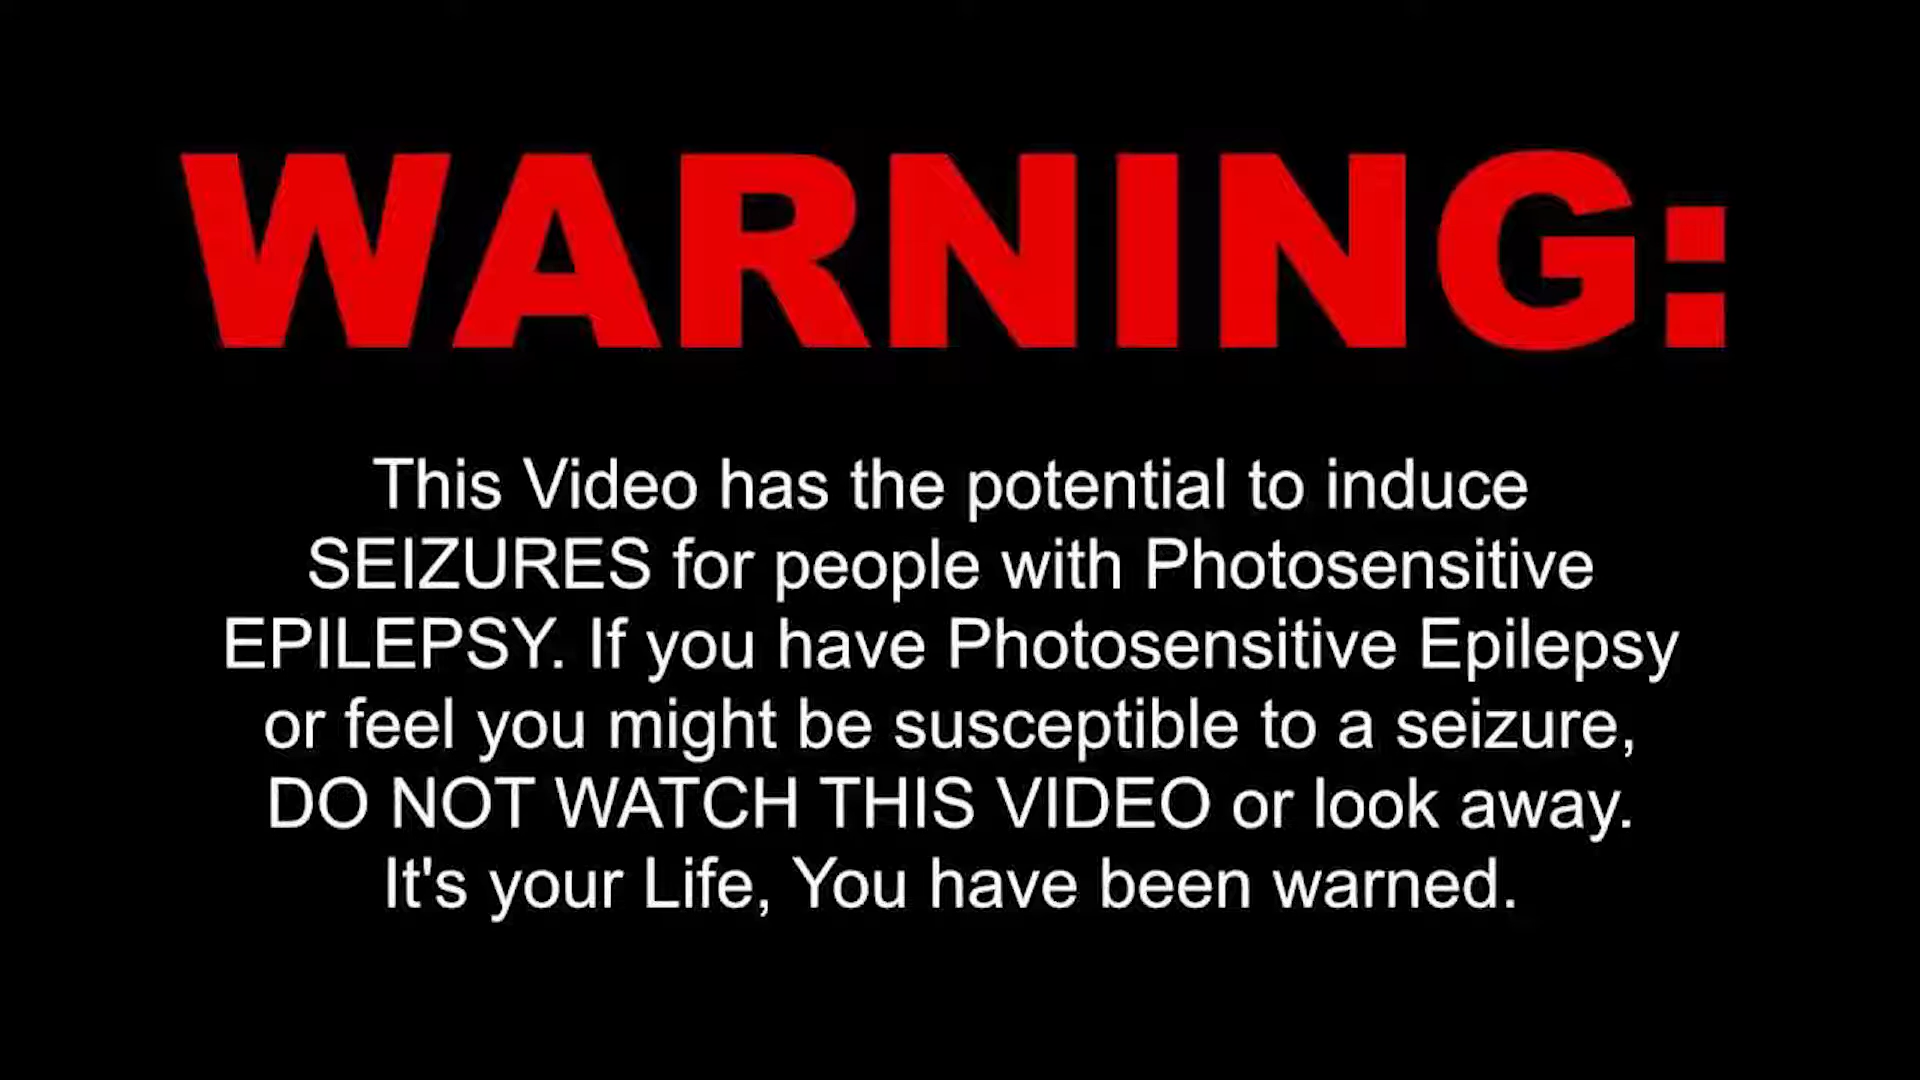 WARNING:
This Video has the potential to induce
SEIZURES for people with Photosensitive
EPILEPSY. If you have Photosensitive Epilepsy
or feel you might be susceptible to a seizure,
DO NOT WATCH THIS VIDEO or look away.
It's your Life, You have been warned.